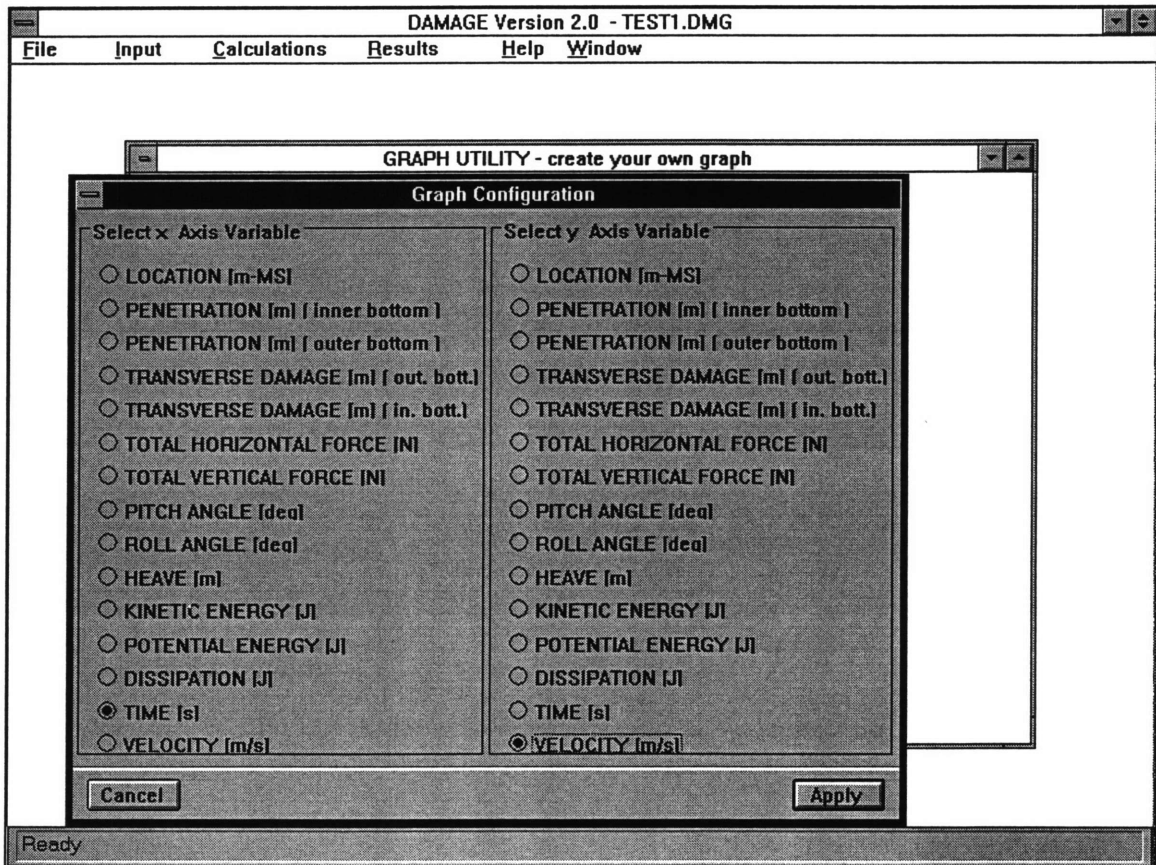 DAMAGE Version 2.0 - TEST1.DMG
File Input Calculations Results Help Window
GRAPH UTILITY - create your own graph
Graph Configuration
Select x Axis Variable
LOCATION [m-MS]
PENETRATION [m] [ inner bottom ]
PENETRATION [m] [ outer bottom ]
TRANSVERSE DAMAGE [m] [ out. bott.]
TRANSVERSE DAMAGE [m] [ in. bott.]
TOTAL HORIZONTAL FORCE [N]
TOTAL VERTICAL FORCE [N]
PITCH ANGLE [deg]
ROLL ANGLE [deg]
HEAVE [m]
KINETIC ENERGY [J]
POTENTIAL ENERGY [J]
DISSIPATION [J]
TIME [s]
VELOCITY [m/s]
Select y Axis Variable
LOCATION [m-MS]
PENETRATION [m] [ inner bottom ]
PENETRATION [m] [ outer bottom ]
TRANSVERSE DAMAGE [m] [ out. bott.]
TRANSVERSE DAMAGE [m] [ in. bott.]
TOTAL HORIZONTAL FORCE [N]
TOTAL VERTICAL FORCE [N]
PITCH ANGLE [deg]
ROLL ANGLE [deg]
HEAVE [m]
KINETIC ENERGY [J]
POTENTIAL ENERGY [J]
DISSIPATION [J]
TIME [s]
VELOCITY [m/s]
Cancel Apply
Ready